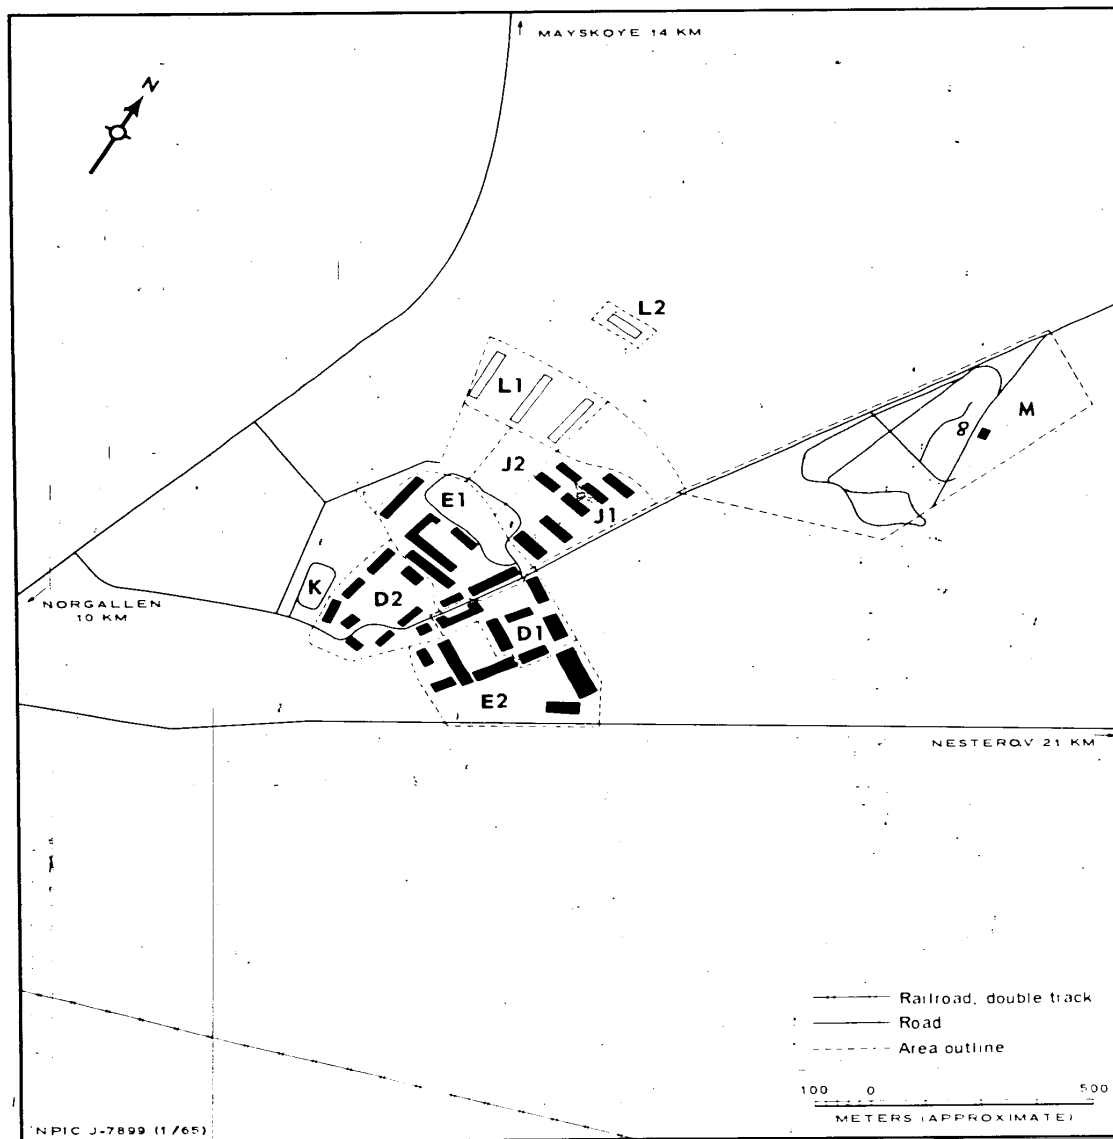 MAYSKOYE 14 KM
N
L2
L1
M
8
J2
E1
J1
K
D2
NORGALLEN
10 KM
D1
E2
NESTEROV 21 KM
Railroad, double track
Road
Area outline
100 0 500
METERS (APPROXIMATE)
NPIC J-7899 (1/65)